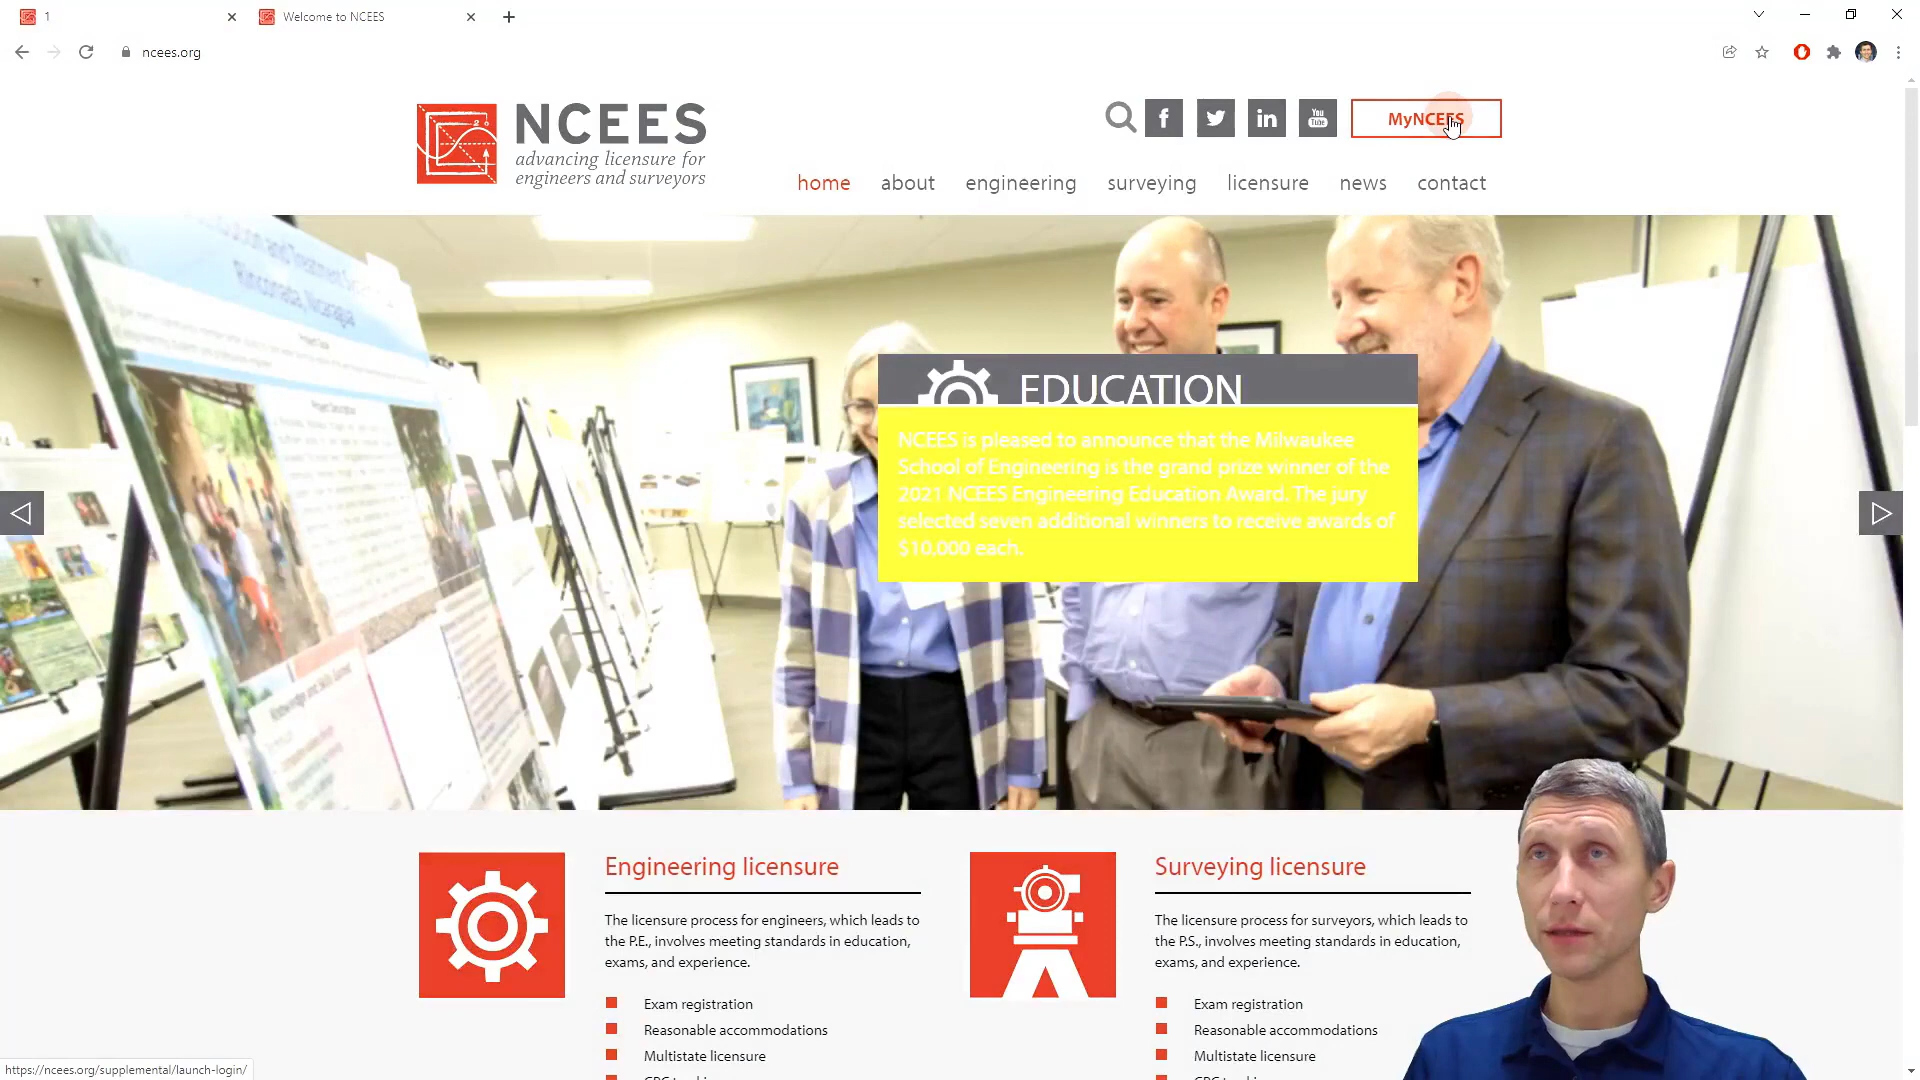 1
Welcome to NCEES
ncees.org
NCEES
advancing licensure for
engineers and surveyors
You
Tube
MyNCEES
home about engineering surveying licensure news contact
EDUCATION
NCEES is pleased to announce that the Milwaukee
School of Engineering is the grand prize winner of the
2021 NCEES Engineering Education Award. The jury
selected seven additional winners to receive awards of
$10,000 each.
Engineering licensure
The licensure process for engineers, which leads to
the P.E., involves meeting standards in education,
exams, and experience.
Exam registration
Reasonable accommodations
Multistate licensure
Surveying licensure
The licensure process for surveyors, which leads to
the P.S., involves meeting standards in education,
exams, and experience.
Exam registration
Reasonable accommodations
Multistate licensure
https://ncees.org/supplemental/launch-login/